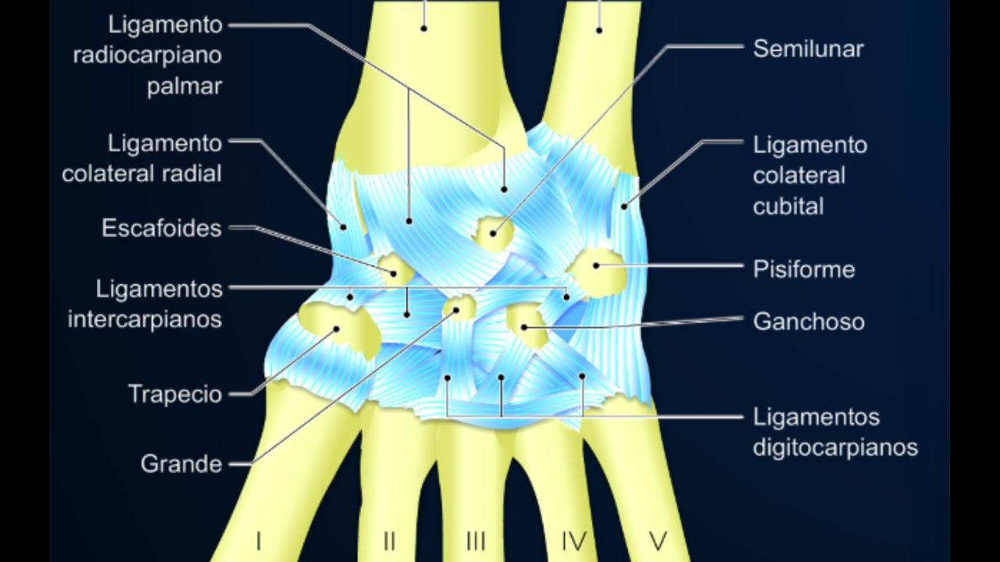 Ligamento
radiocarpiano
palmar
Ligamento
colateral radial
Escafoides
Ligamentos
intercarpianos
Trapecio
Grande
Semilunar
Ligamento
colateral
cubital
Pisiforme
Ganchoso
Ligamentos
digitocarpianos
I II III IV V